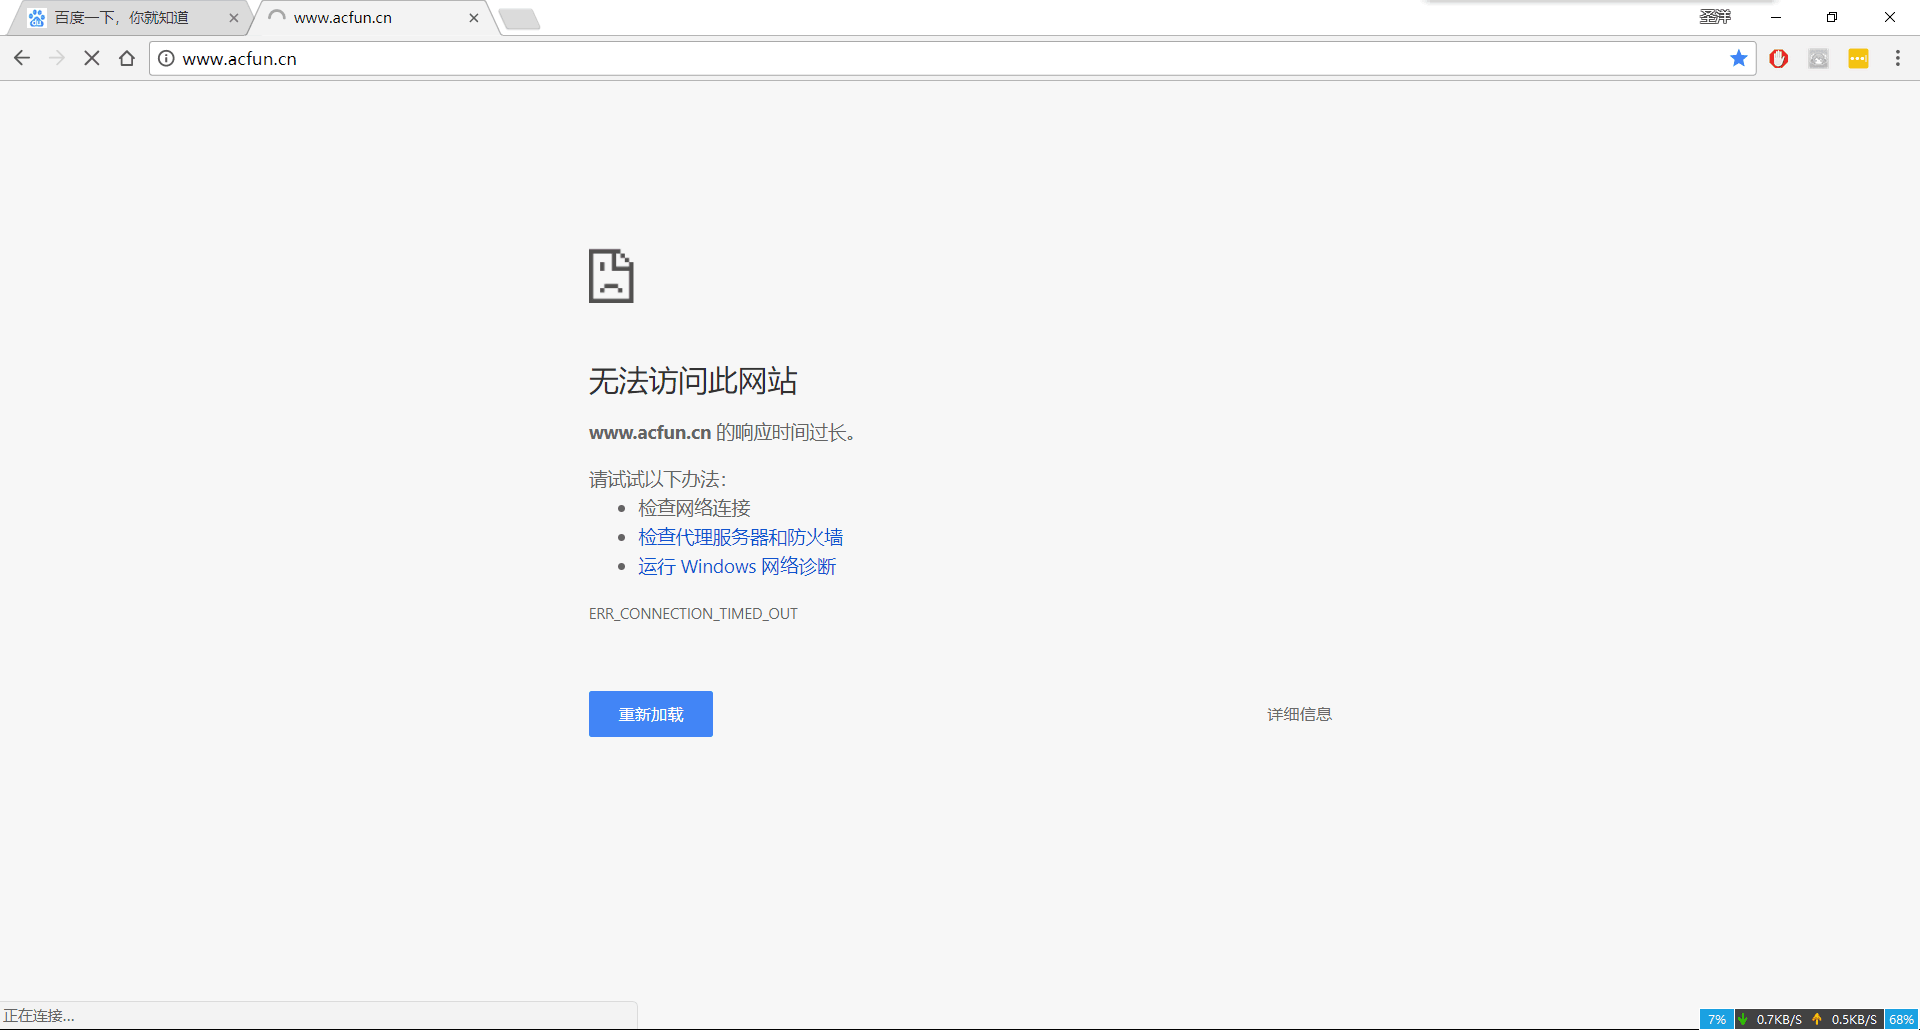 百度一下，你就知道
www.acfun.cn
圣洋
www.acfun.cn
无法访问此网站
www.acfun.cn 的响应时间过长。
请试试以下办法：
检查网络连接
检查代理服务器和防火墙
运行 Windows 网络诊断
ERR_CONNECTION_TIMED_OUT
重新加载
详细信息
正在连接...
7% 0.7KB/S 0.5KB/S 68%